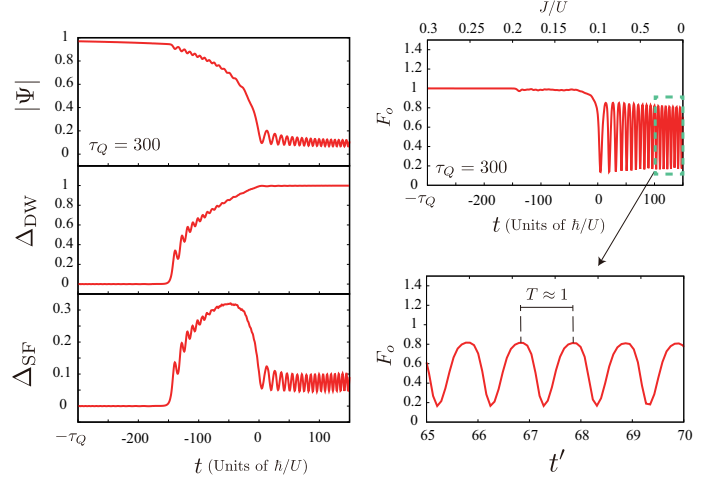 |Ψ|
1
0.8
0.6
0.4
0.2
0
τ_Q = 300
Δ_DW
1
0.8
0.6
0.4
0.2
0
Δ_SF
0.3
0.2
0.1
0
−τ_Q -200 -100 0 100
t (Units of ħ/U)
J/U
0.3 0.2 0.2 0.1 0.1 0
F_o
1.4
1.2
1
0.8
0.6
0.4
0.2
0
τ_Q = 300
−τ_Q -200 -100 0 100
t (Units of ħ/U)
F_o
1.4
1.2
1
0.8
0.6
0.4
0.2
0
T ≈ 1
65 66 67 68 69 70
t′